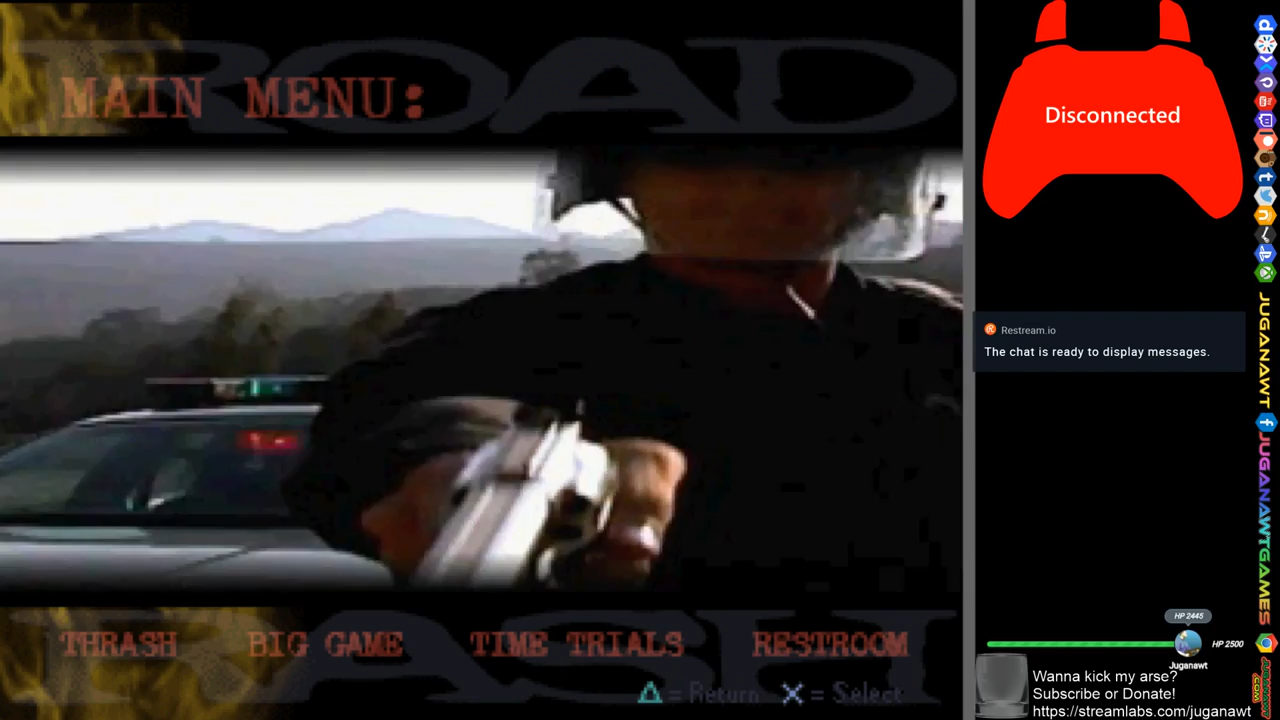 ROAD
MAIN MENU:
RASH
THRASH BIG GAME TIME TRIALS RESTROOM
△ = Return ✕ = Select
Disconnected
Restream.io
The chat is ready to display messages.
HP 2445
HP 2500
Juganawt
Wanna kick my arse?
Subscribe or Donate!
https://streamlabs.com/juganawt
JUGANAWT
JUGANAWTGAMES
JUGANAWT
.COM